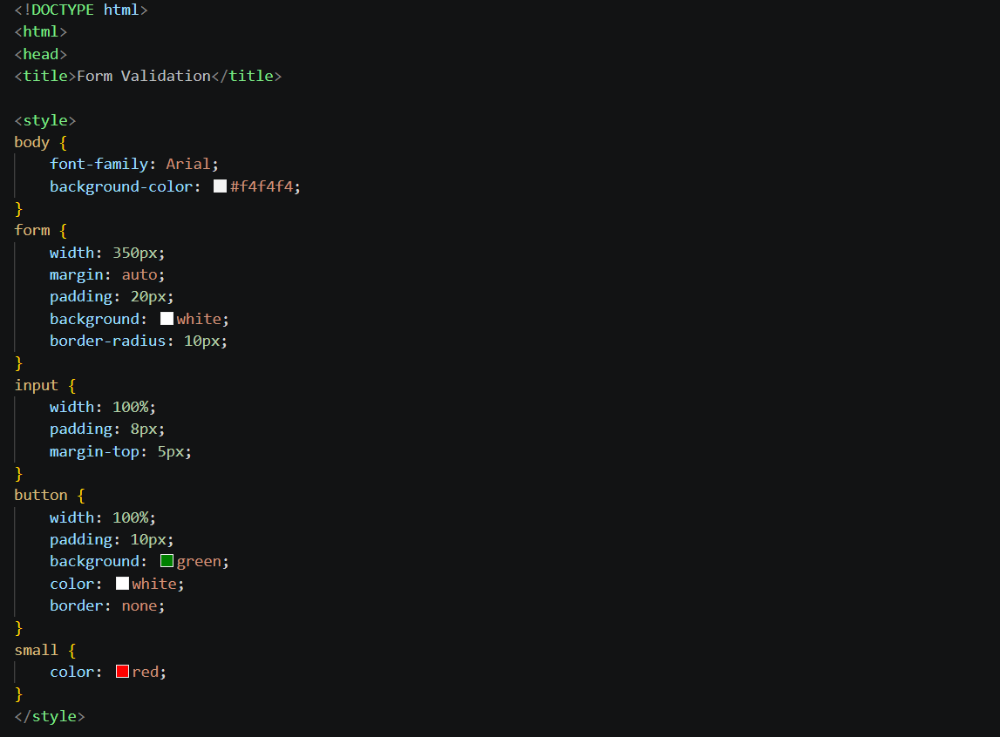 <!DOCTYPE html>
<html>
<head>
<title>Form Validation</title>

<style>
body {
    font-family: Arial;
    background-color: #f4f4f4;
}
form {
    width: 350px;
    margin: auto;
    padding: 20px;
    background: white;
    border-radius: 10px;
}
input {
    width: 100%;
    padding: 8px;
    margin-top: 5px;
}
button {
    width: 100%;
    padding: 10px;
    background: green;
    color: white;
    border: none;
}
small {
    color: red;
}
</style>